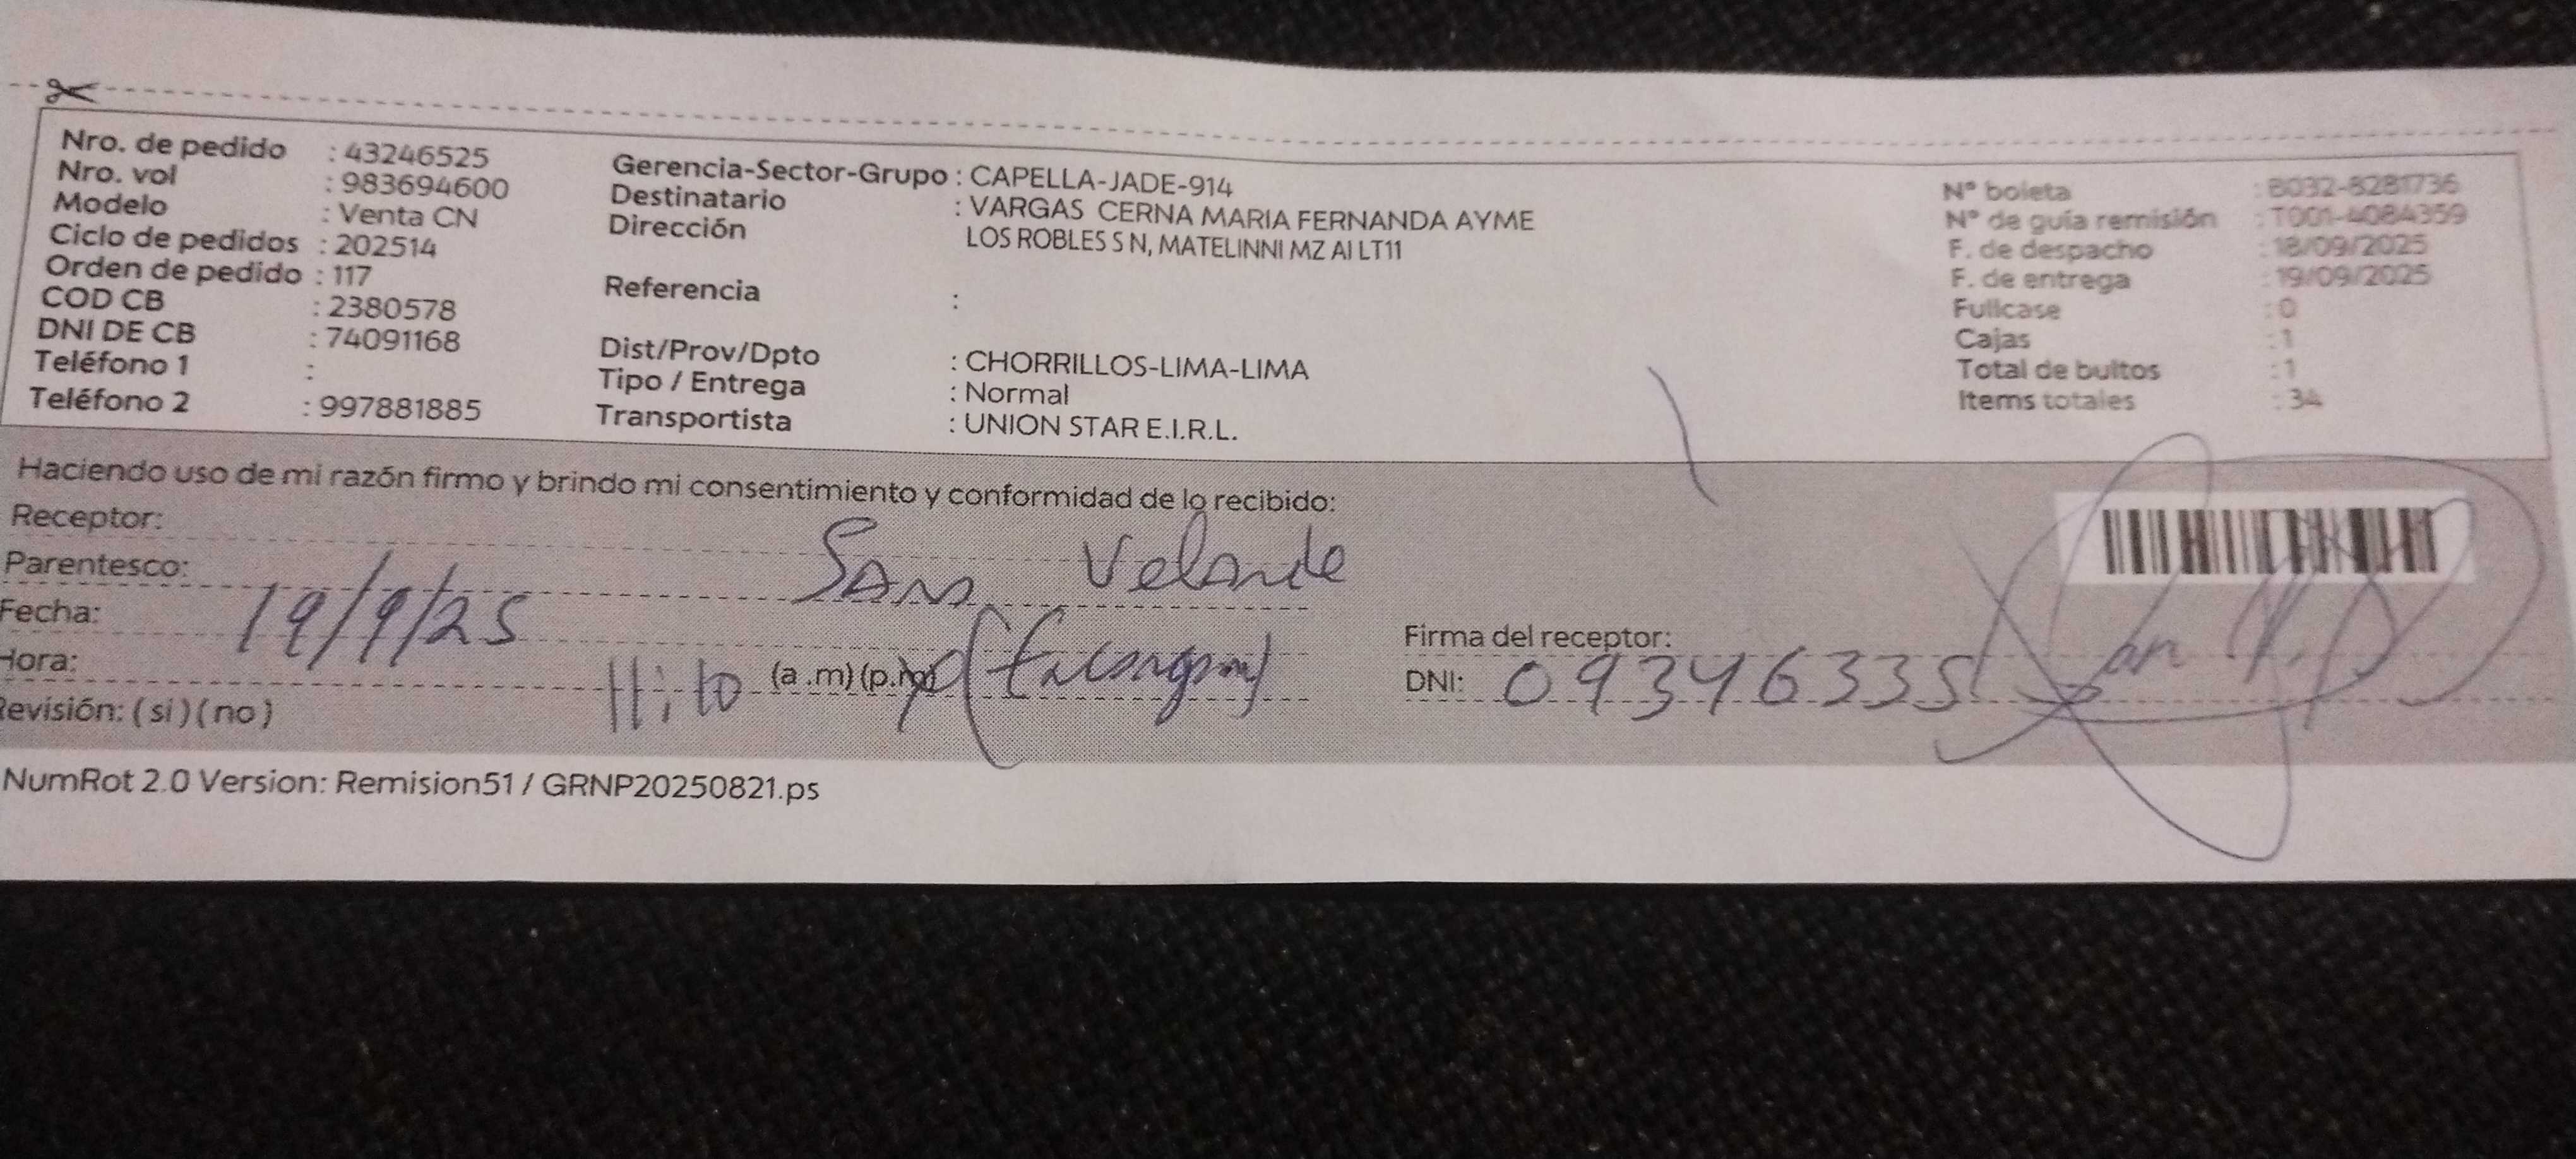 Nro. de pedido : 43246525
Nro. vol : 983694600
Modelo : Venta CN
Ciclo de pedidos : 202514
Orden de pedido : 117
COD CB : 2380578
DNI DE CB : 74091168
Teléfono 1 :
Teléfono 2 : 997881885
Gerencia-Sector-Grupo : CAPELLA-JADE-914
Destinatario : VARGAS CERNA MARIA FERNANDA AYME
Dirección LOS ROBLES S N, MATELINNI MZ AI LT11
Referencia :
Dist/Prov/Dpto : CHORRILLOS-LIMA-LIMA
Tipo / Entrega : Normal
Transportista : UNION STAR E.I.R.L.
N° boleta : B032-8281736
N° de guía remisión : T001-4084359
F. de despacho : 18/09/2025
F. de entrega : 19/09/2025
Fullcase : 0
Cajas : 1
Total de bultos : 1
Items totales : 34
Haciendo uso de mi razón firmo y brindo mi consentimiento y conformidad de lo recibido:
Receptor:
Parentesco:
Fecha: 19/9/25
Hora: (a.m) (p.m)
Revisión: ( si ) ( no )
Firma del receptor:
DNI: 09346335
NumRot 2.0 Version: Remision51 / GRNP20250821.ps